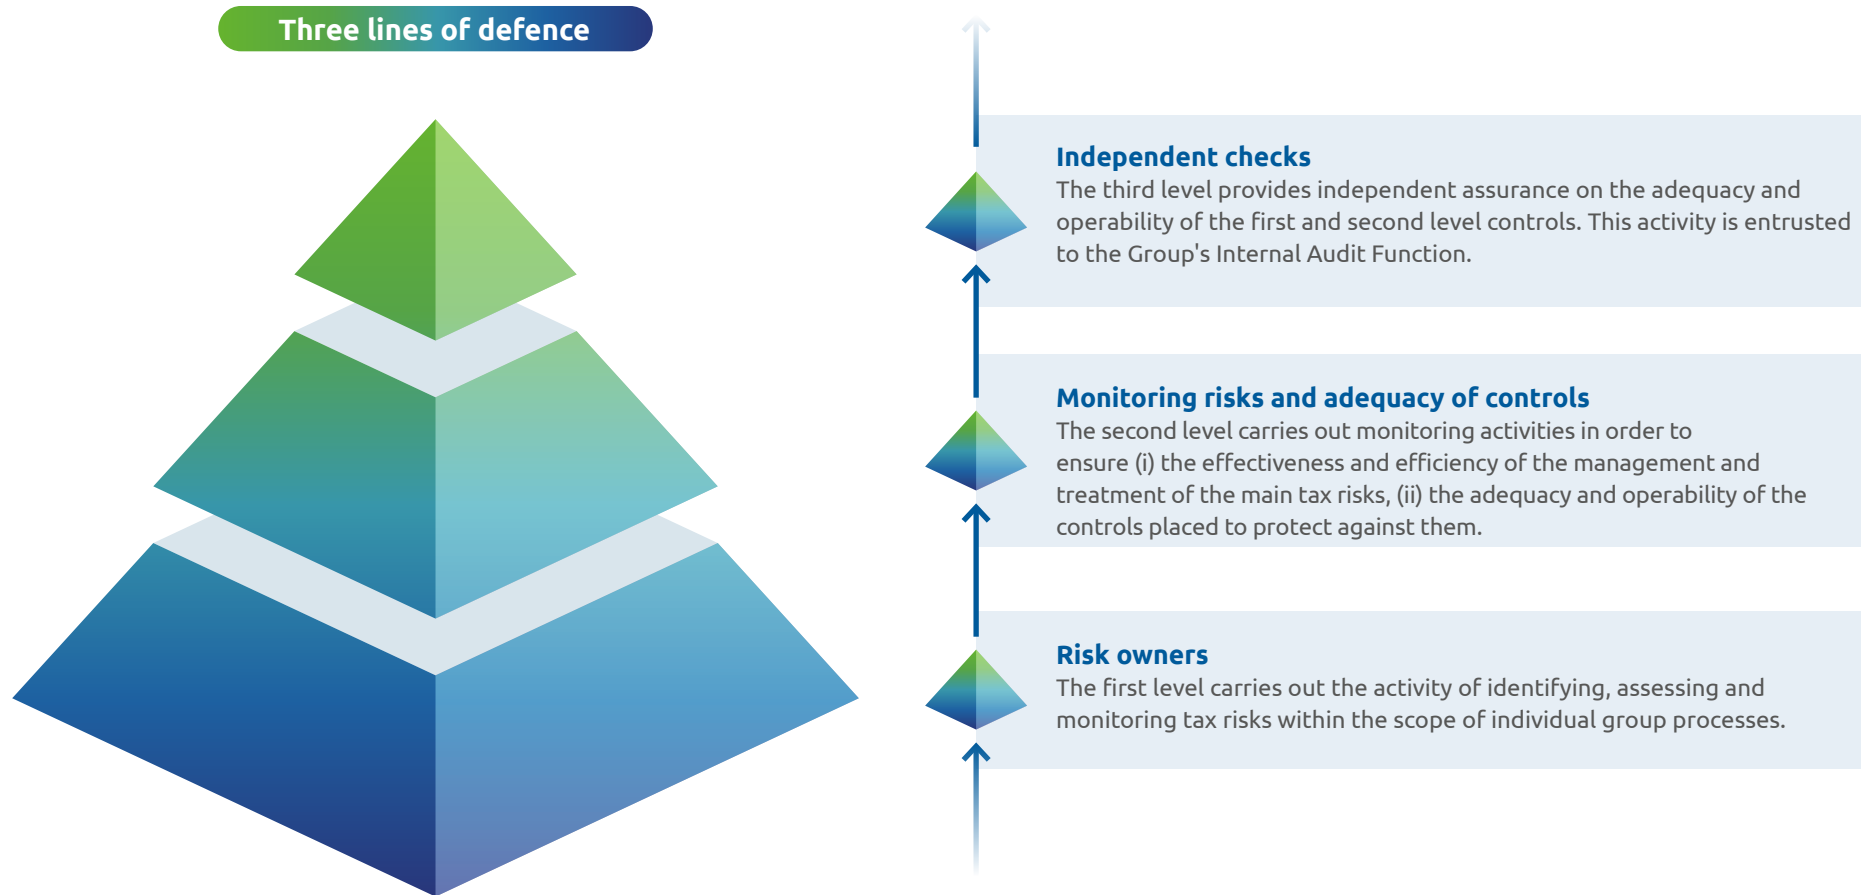 Three lines of defence
Independent checks
The third level provides independent assurance on the adequacy and
operability of the first and second level controls. This activity is entrusted
to the Group's Internal Audit Function.
Monitoring risks and adequacy of controls
The second level carries out monitoring activities in order to
ensure (i) the effectiveness and efficiency of the management and
treatment of the main tax risks, (ii) the adequacy and operability of the
controls placed to protect against them.
Risk owners
The first level carries out the activity of identifying, assessing and
monitoring tax risks within the scope of individual group processes.